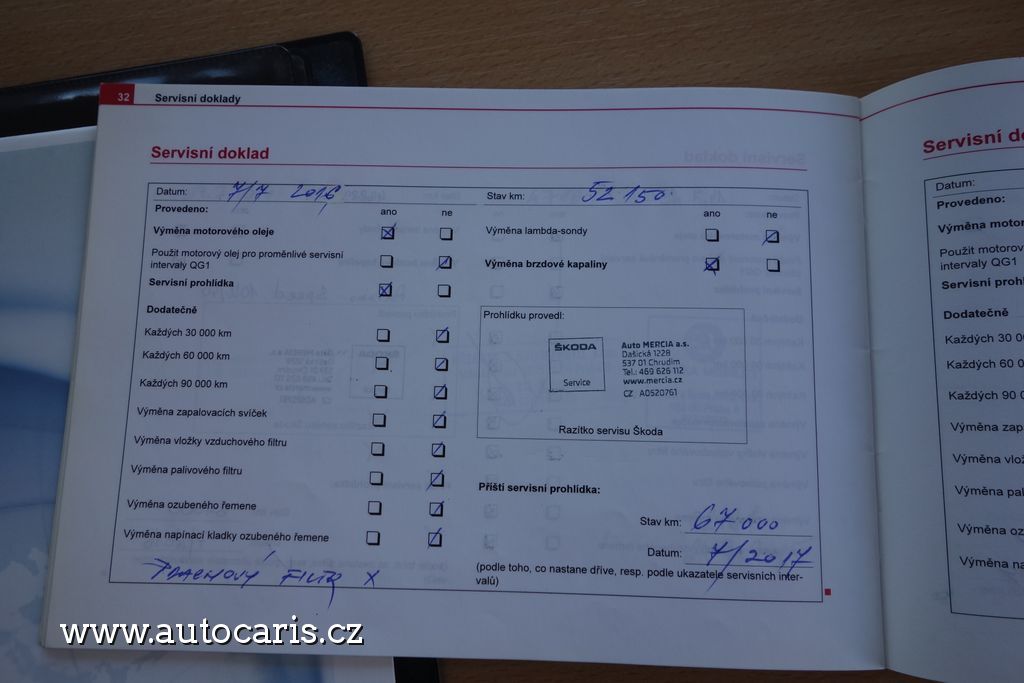 32 Servisní doklady
Servisní doklad
Datum: 7/7 2016
Stav km: 52 150
Provedeno: ano ne
ano ne
Výměna motorového oleje
Výměna lambda-sondy
Použit motorový olej pro proměnlivé servisní
intervaly QG1
Výměna brzdové kapaliny
Servisní prohlídka
Dodatečně
Každých 30 000 km
Každých 60 000 km
Každých 90 000 km
Výměna zapalovacích svíček
Výměna vložky vzduchového filtru
Výměna palivového filtru
Výměna ozubeného řemene
Výměna napínací kladky ozubeného řemene
PRACHOVÝ FILTR X
Prohlídku provedl:
ŠKODA
Service
Auto MERCIA a.s.
Dašická 1228
537 01 Chrudim
Tel.: 469 626 112
www.mercia.cz
CZ A0520761
Razítko servisu Škoda
Příští servisní prohlídka:
Stav km: 67 000
Datum: 7/2017
(podle toho, co nastane dříve, resp. podle ukazatele servisních inter-
valů)
Servisní do
Datum:
Provedeno:
Výměna motor
Použit motorov
intervaly QG1
Servisní prohl
Dodatečně
Každých 30 00
Každých 60 0
Každých 90
Výměna zap
Výměna vlo
Výměna pal
Výměna oz
Výměna na
www.autocaris.cz